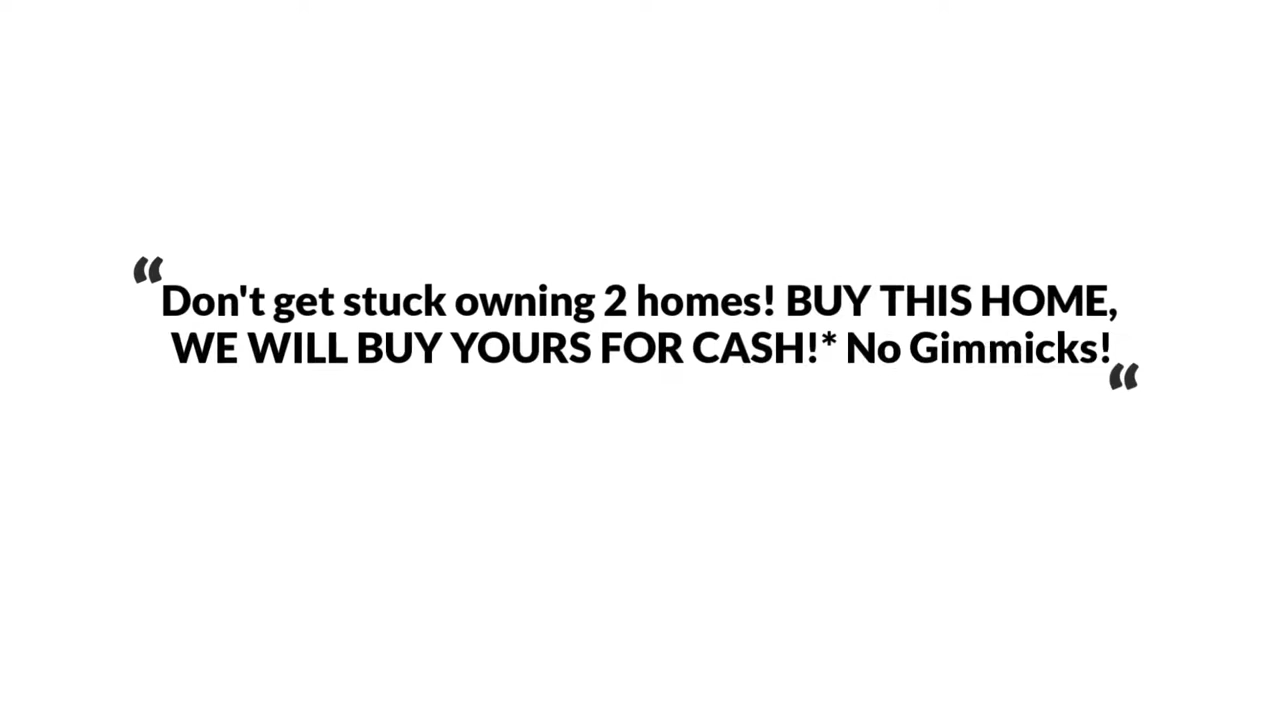 “Don't get stuck owning 2 homes! BUY THIS HOME,
WE WILL BUY YOURS FOR CASH!* No Gimmicks!“